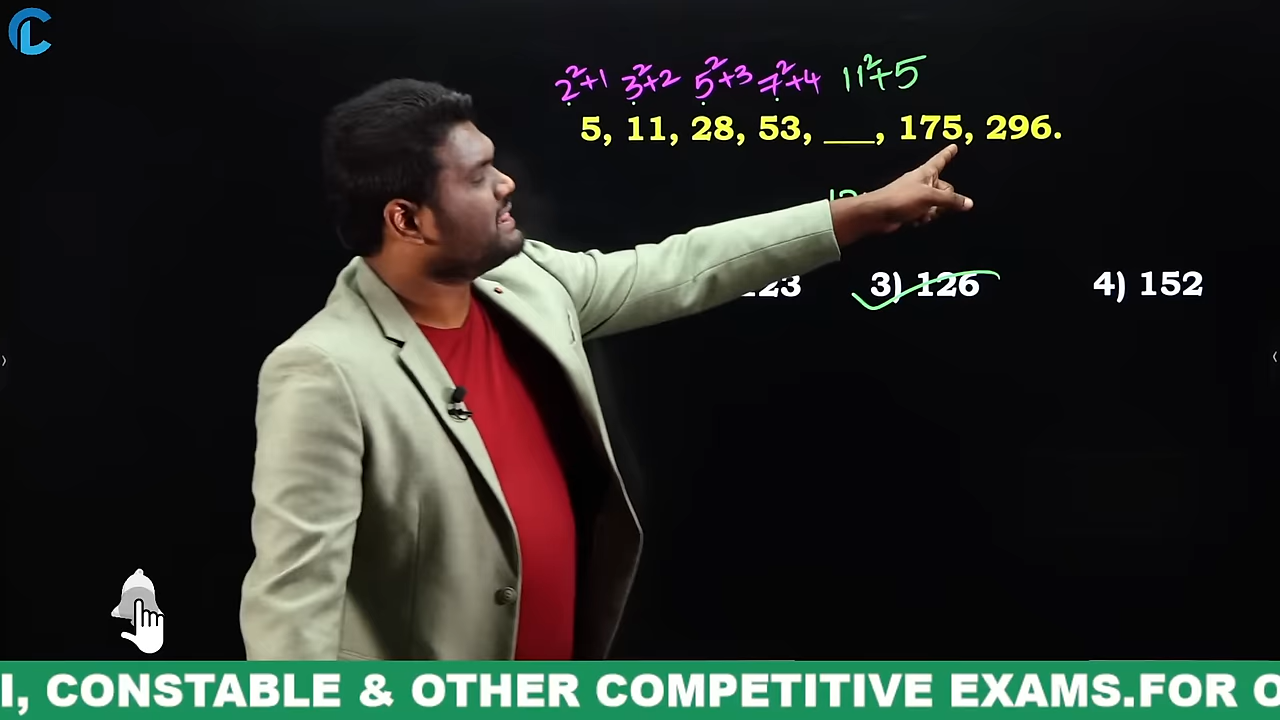 2²+1 3²+2 5²+3 7²+4 11²+5
5, 11, 28, 53, __, 175, 296.
3) 126 4) 152
I, CONSTABLE & OTHER COMPETITIVE EXAMS.FOR